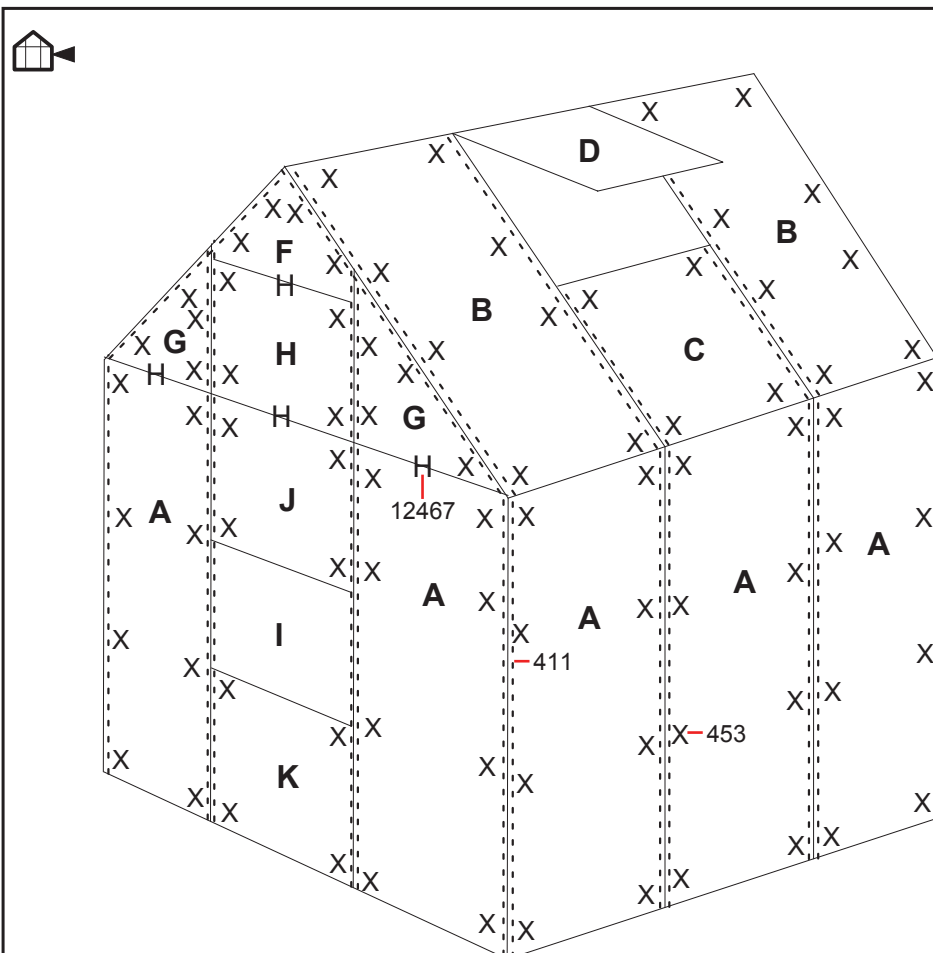 X
X
X D
X
X
X X X
B
X F X
X X X
X
X H X
X X
X X B X
X G X X H C X
X H X X X
X X
X
X H X X G X
X X X
X
X H X X
X X X
J
12467
X A X X X
X X A
X X
X X X
X A I X X
A A X X
X X
X
411
X X
X X X
X X 453
X X
K X X
X
X X X
X X X
X X X
X X